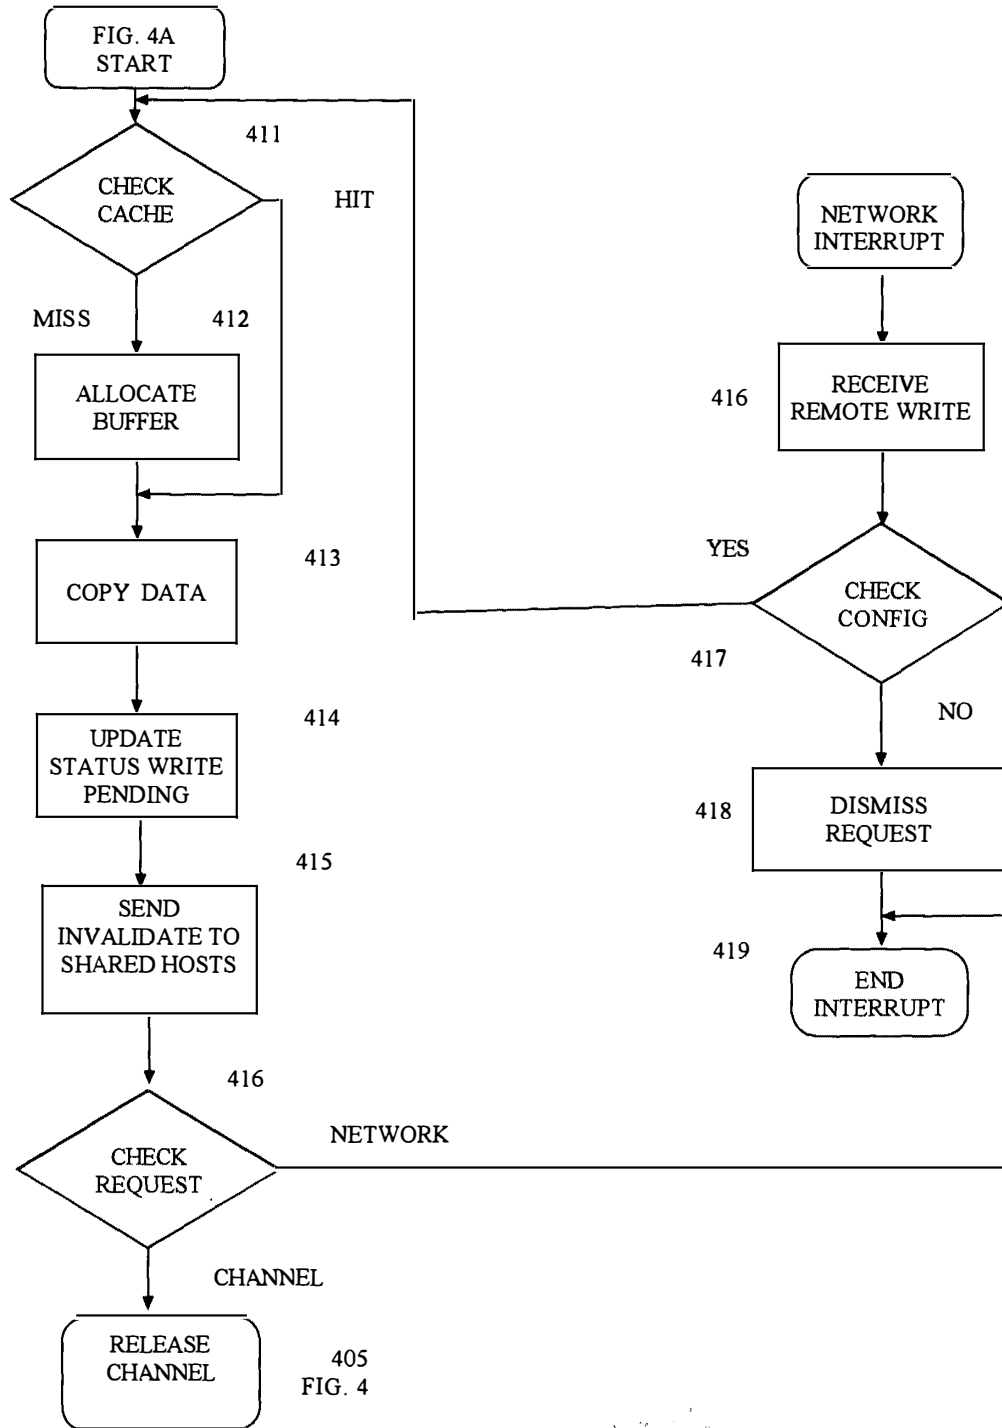 FIG. 4A
START
411
CHECK
CACHE
HIT
MISS
412
ALLOCATE
BUFFER
413
COPY DATA
414
UPDATE
STATUS WRITE
PENDING
415
SEND
INVALIDATE TO
SHARED HOSTS
416
CHECK
REQUEST
NETWORK
CHANNEL
RELEASE
CHANNEL
405
FIG. 4
NETWORK
INTERRUPT
416
RECEIVE
REMOTE WRITE
YES
CHECK
CONFIG
417
NO
418
DISMISS
REQUEST
419
END
INTERRUPT